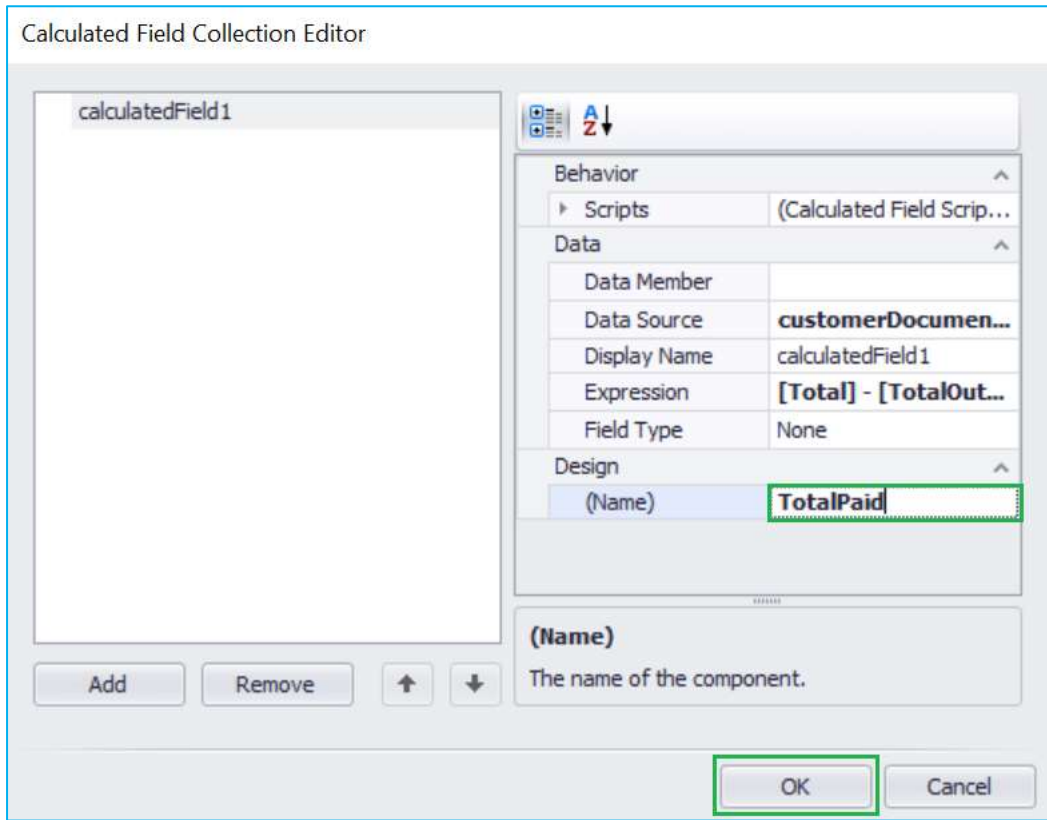 Calculated Field Collection Editor
calculatedField1
A
Z
Behavior
Scripts (Calculated Field Scrip...
Data
Data Member
Data Source customerDocumen...
Display Name calculatedField1
Expression [Total] - [TotalOut...
Field Type None
Design
(Name) TotalPaid
(Name)
The name of the component.
Add Remove
OK Cancel